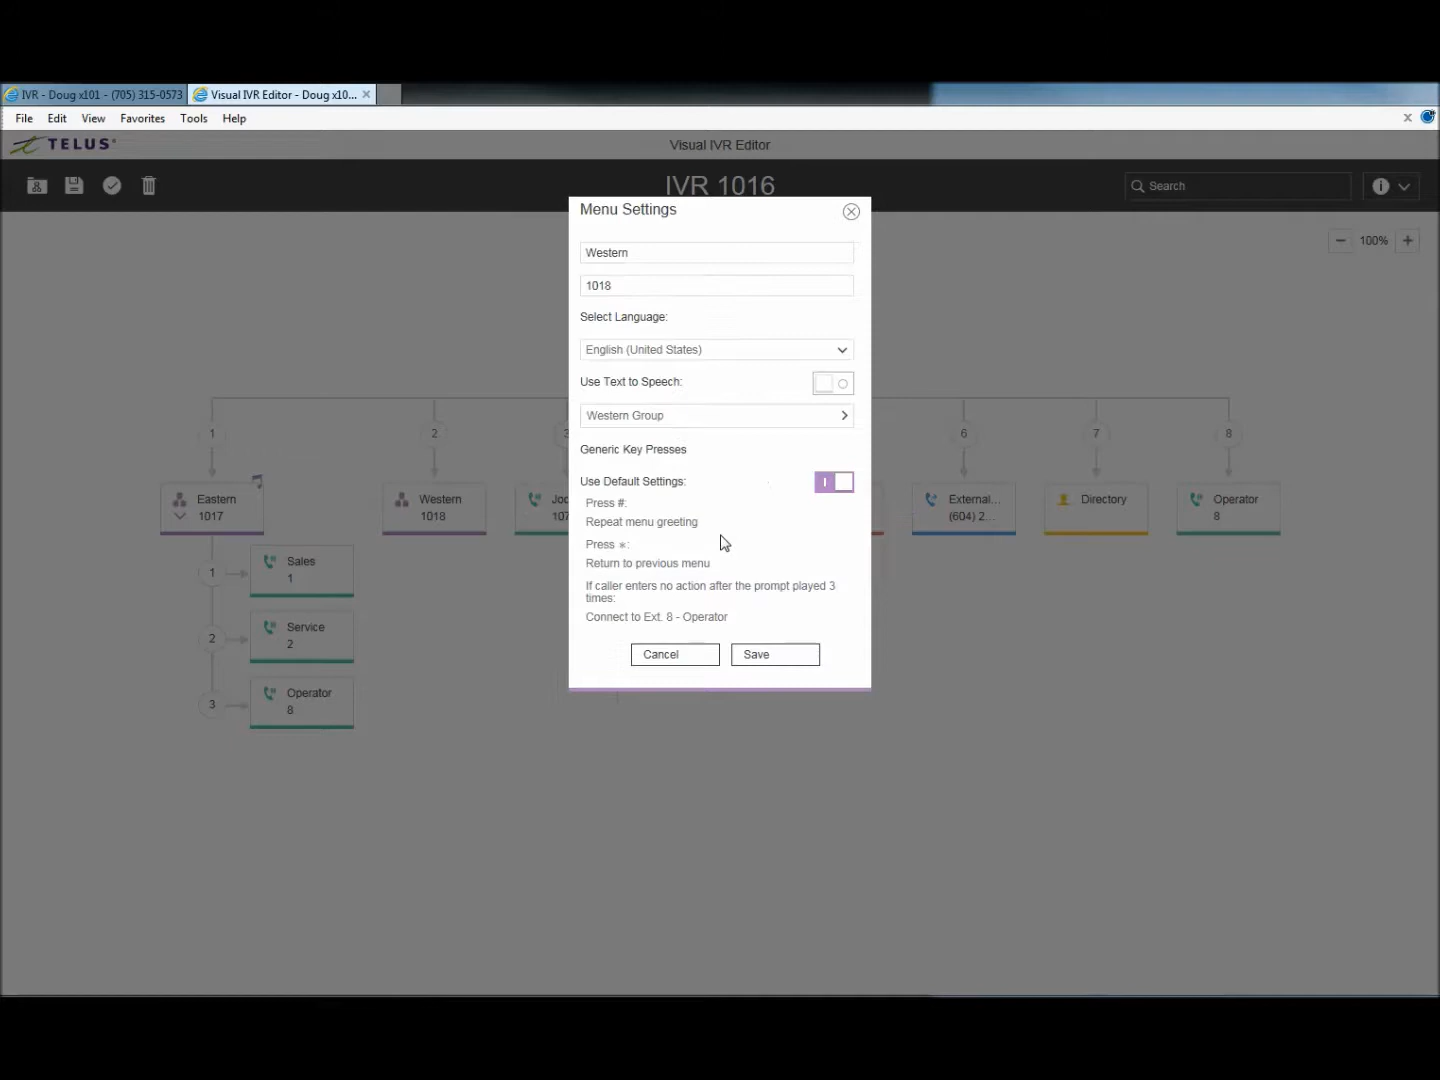 IVR - Doug x101 - (705) 315-0573
Visual IVR Editor - Doug x10...
File Edit View Favorites Tools Help
TELUS®
Visual IVR Editor
IVR 1016
Search
100%
Menu Settings
Western
1018
Select Language:
English (United States)
Use Text to Speech:
Western Group
Generic Key Presses
Use Default Settings:
Press #:
Repeat menu greeting
Press *:
Return to previous menu
If caller enters no action after the prompt played 3
times:
Connect to Ext. 8 - Operator
Cancel
Save
1
2
3
6
7
8
Eastern
1017
Western
1018
External...
(604) 2...
Directory
Operator
8
1
Sales
1
2
Service
2
3
Operator
8